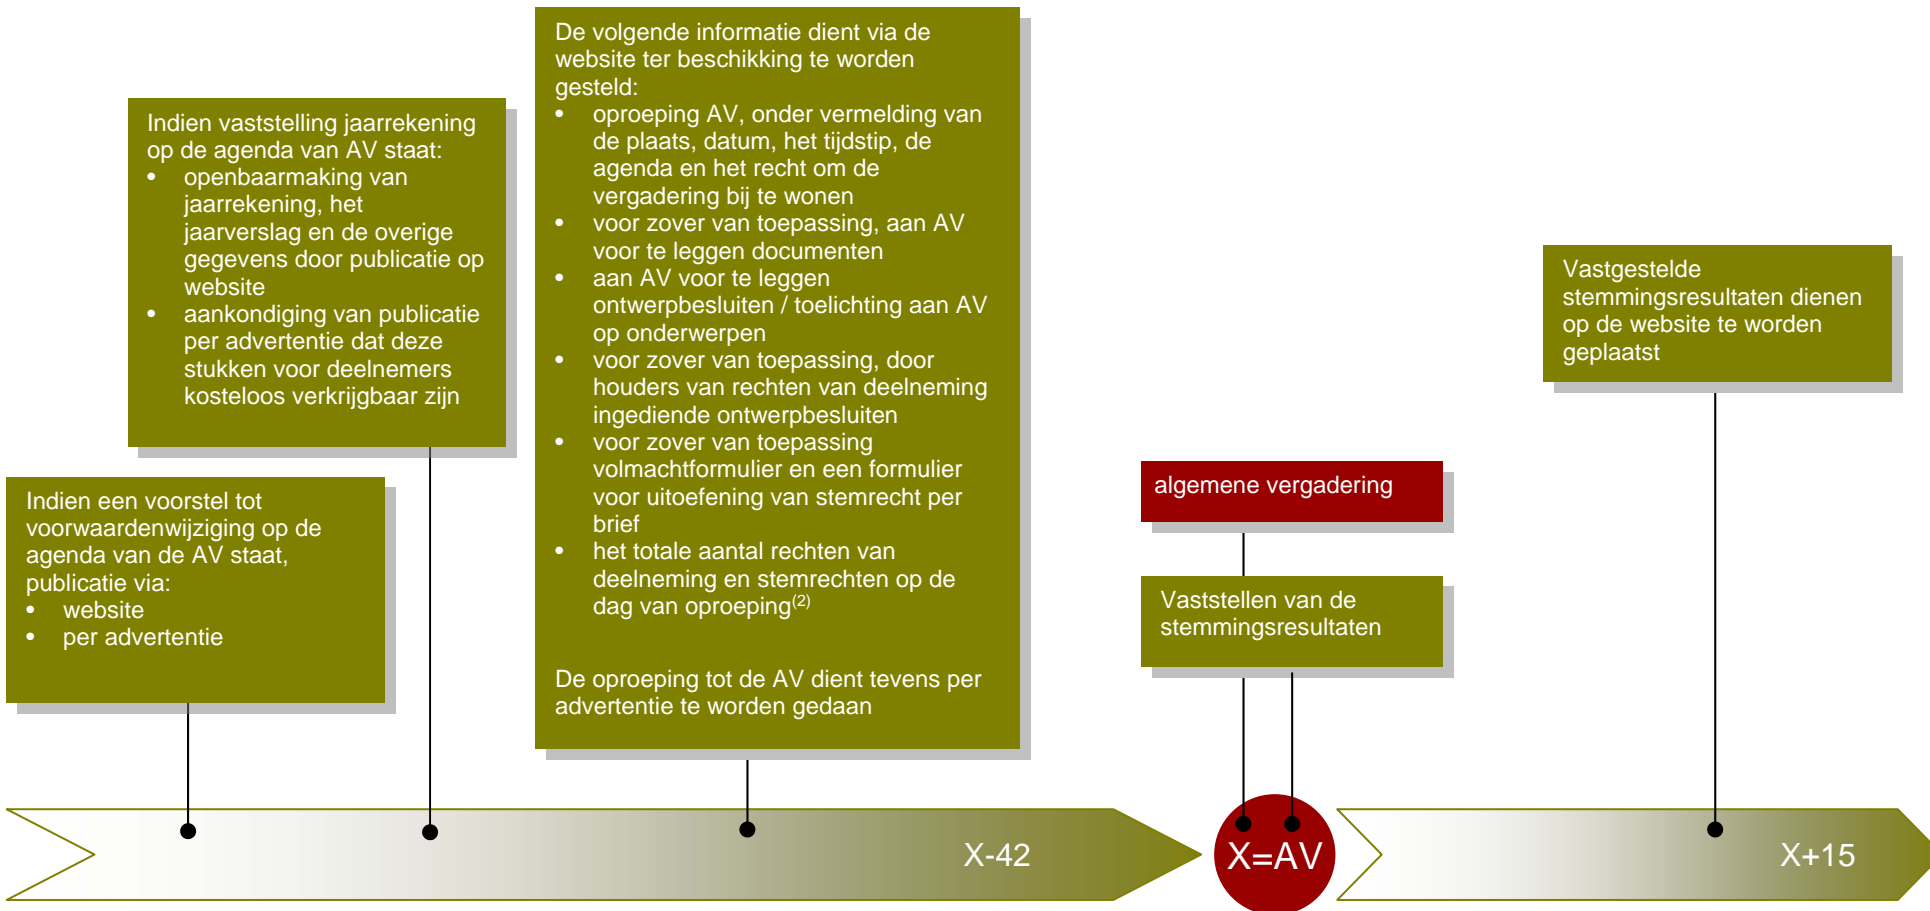 Indien een voorstel tot
voorwaardenwijziging op de
agenda van de AV staat,
publicatie via:
• website
• per advertentie
Indien vaststelling jaarrekening
op de agenda van AV staat:
• openbaarmaking van
jaarrekening, het
jaarverslag en de overige
gegevens door publicatie op
website
• aankondiging van publicatie
per advertentie dat deze
stukken voor deelnemers
kosteloos verkrijgbaar zijn
De volgende informatie dient via de
website ter beschikking te worden
gesteld:
• oproeping AV, onder vermelding van
de plaats, datum, het tijdstip, de
agenda en het recht om de
vergadering bij te wonen
• voor zover van toepassing, aan AV
voor te leggen documenten
• aan AV voor te leggen
ontwerpbesluiten / toelichting aan AV
op onderwerpen
• voor zover van toepassing, door
houders van rechten van deelneming
ingediende ontwerpbesluiten
• voor zover van toepassing
volmachtformulier en een formulier
voor uitoefening van stemrecht per
brief
• het totale aantal rechten van
deelneming en stemrechten op de
dag van oproeping(2)
De oproeping tot de AV dient tevens per
advertentie te worden gedaan
algemene vergadering
Vaststellen van de
stemmingsresultaten
Vastgestelde
stemmingsresultaten dienen
op de website te worden
geplaatst
X-42
X=AV
X+15